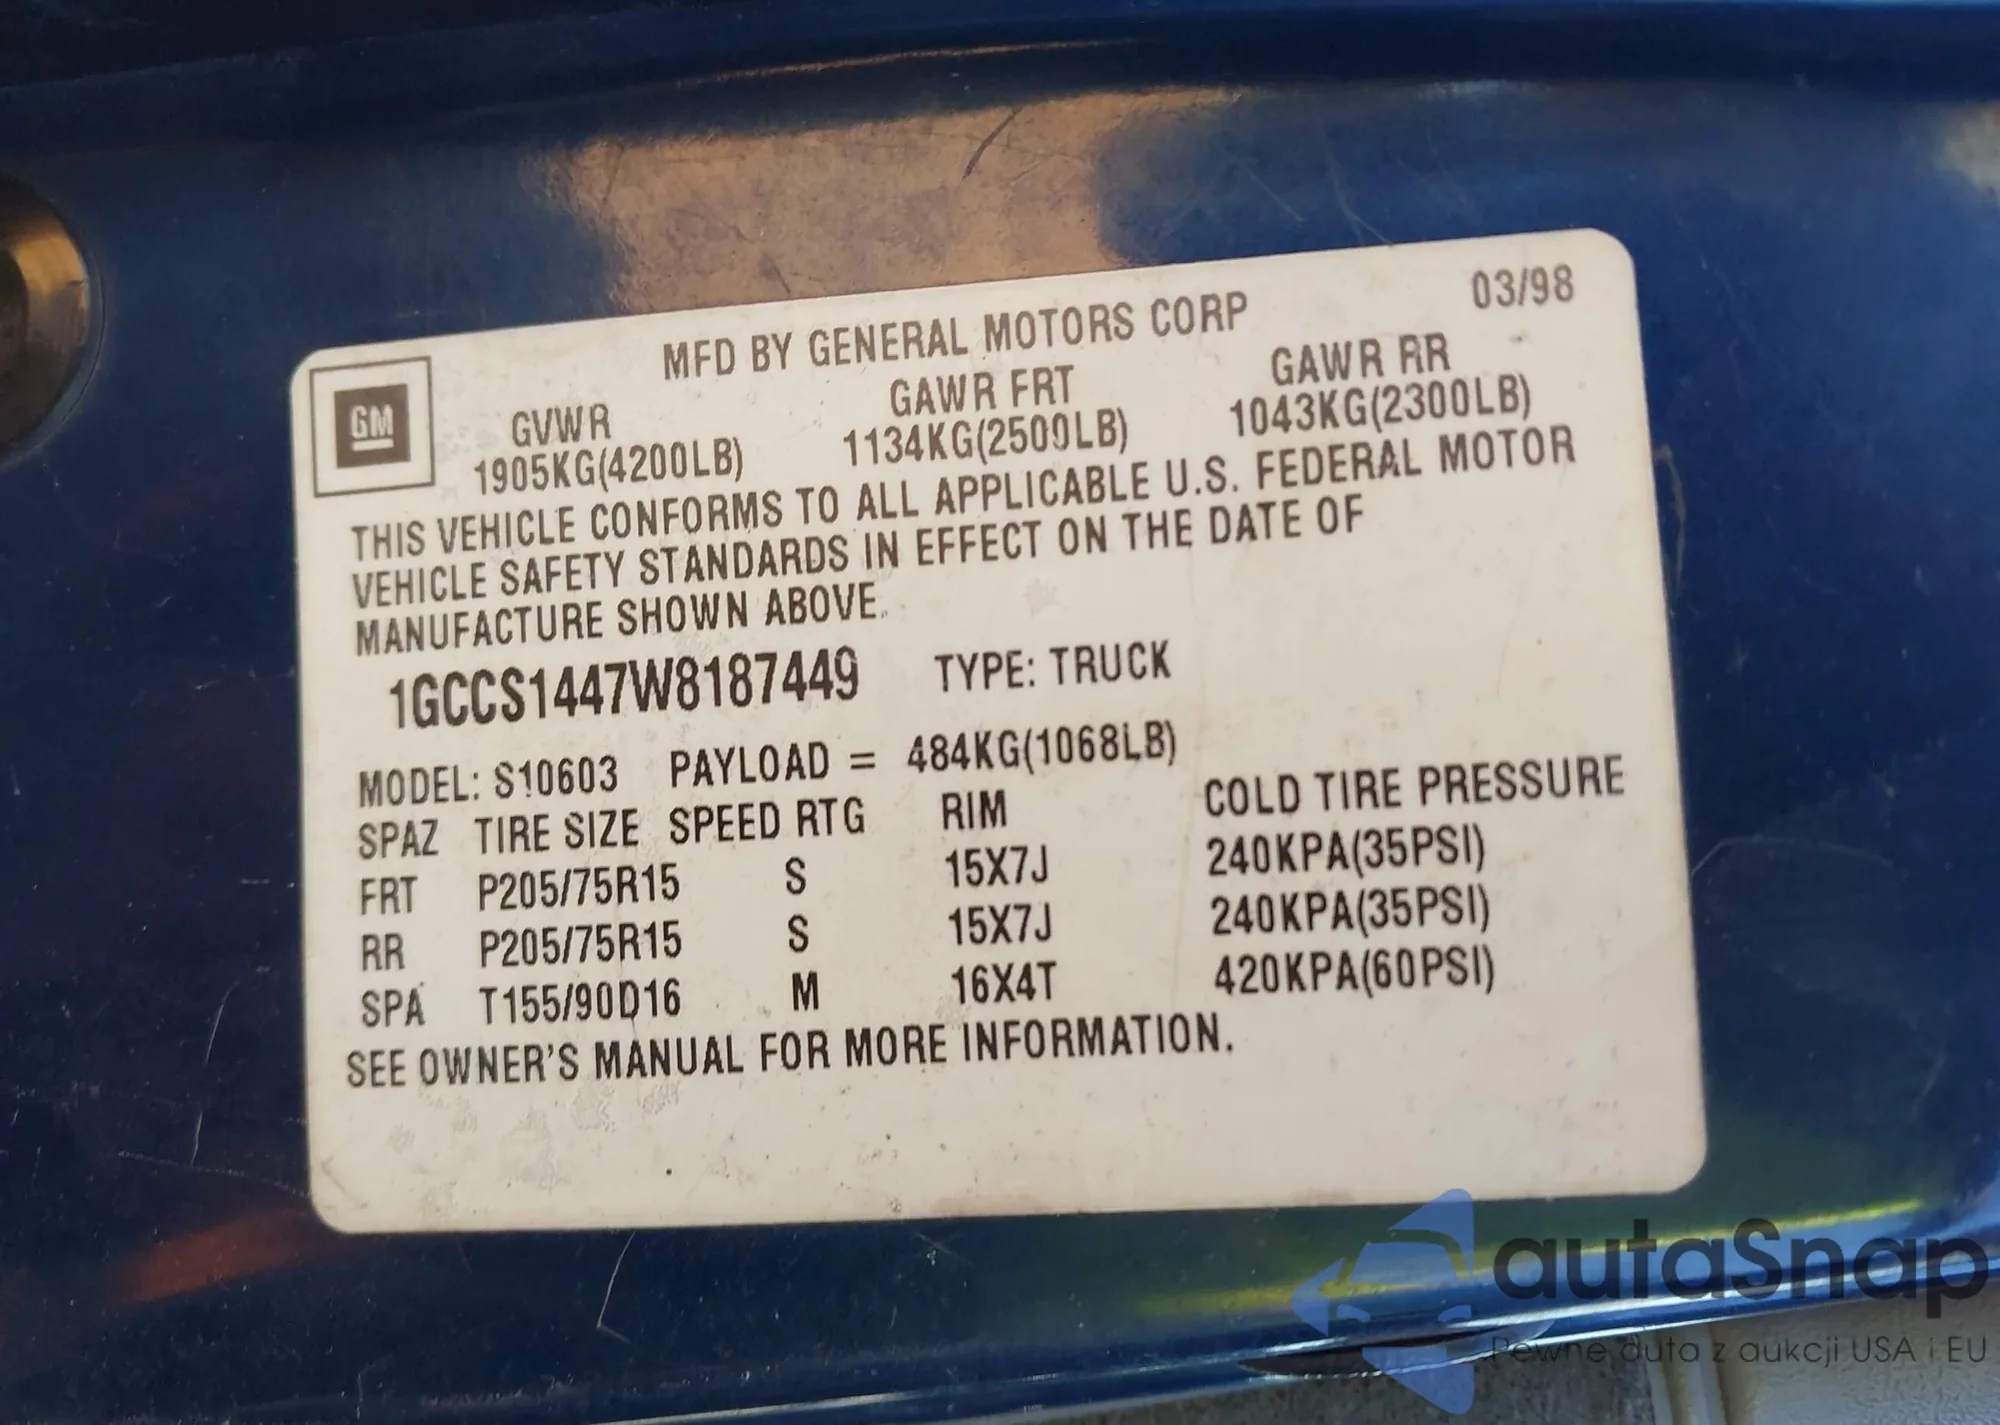 03/98
MFD BY GENERAL MOTORS CORP
GM
GVWR GAWR FRT GAWR RR
1905KG(4200LB) 1134KG(2500LB) 1043KG(2300LB)
THIS VEHICLE CONFORMS TO ALL APPLICABLE U.S. FEDERAL MOTOR
VEHICLE SAFETY STANDARDS IN EFFECT ON THE DATE OF
MANUFACTURE SHOWN ABOVE.
1GCCS1447W8187449 TYPE: TRUCK
MODEL: S10603 PAYLOAD = 484KG(1068LB)
SPAZ TIRE SIZE SPEED RTG RIM COLD TIRE PRESSURE
FRT P205/75R15 S 15X7J 240KPA(35PSI)
RR P205/75R15 S 15X7J 240KPA(35PSI)
SPA T155/90D16 M 16X4T 420KPA(60PSI)
SEE OWNER'S MANUAL FOR MORE INFORMATION.
autaSnap
Pewne auta z aukcji USA i EU